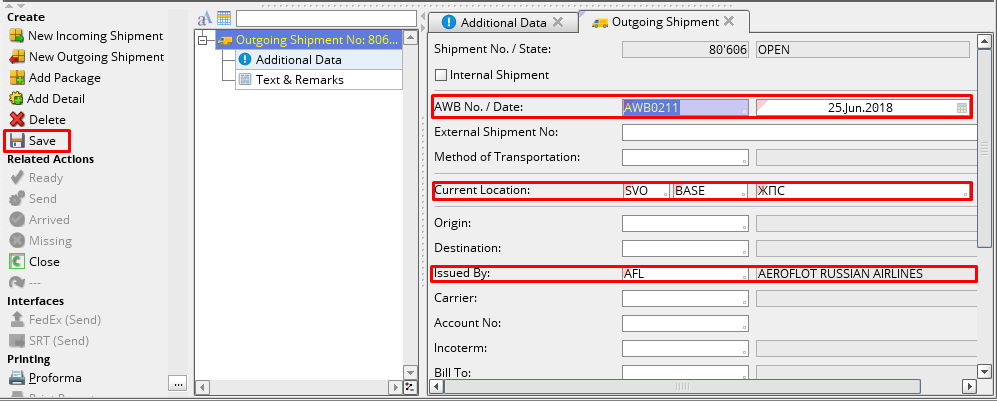 Create
New Incoming Shipment
New Outgoing Shipment
Add Package
Add Detail
Delete
Save
Related Actions
Ready
Send
Arrived
Missing
Close
---
Interfaces
FedEx (Send)
SRT (Send)
Printing
Proforma
...
Outgoing Shipment No: 806...
Additional Data
Text & Remarks
Additional Data
Outgoing Shipment
Shipment No. / State: 80'606 OPEN
Internal Shipment
AWB No. / Date: AWB0211 25.Jun.2018
External Shipment No:
Method of Transportation:
Current Location: SVO BASE ЖПС
Origin:
Destination:
Issued By: AFL AEROFLOT RUSSIAN AIRLINES
Carrier:
Account No:
Incoterm:
Bill To: